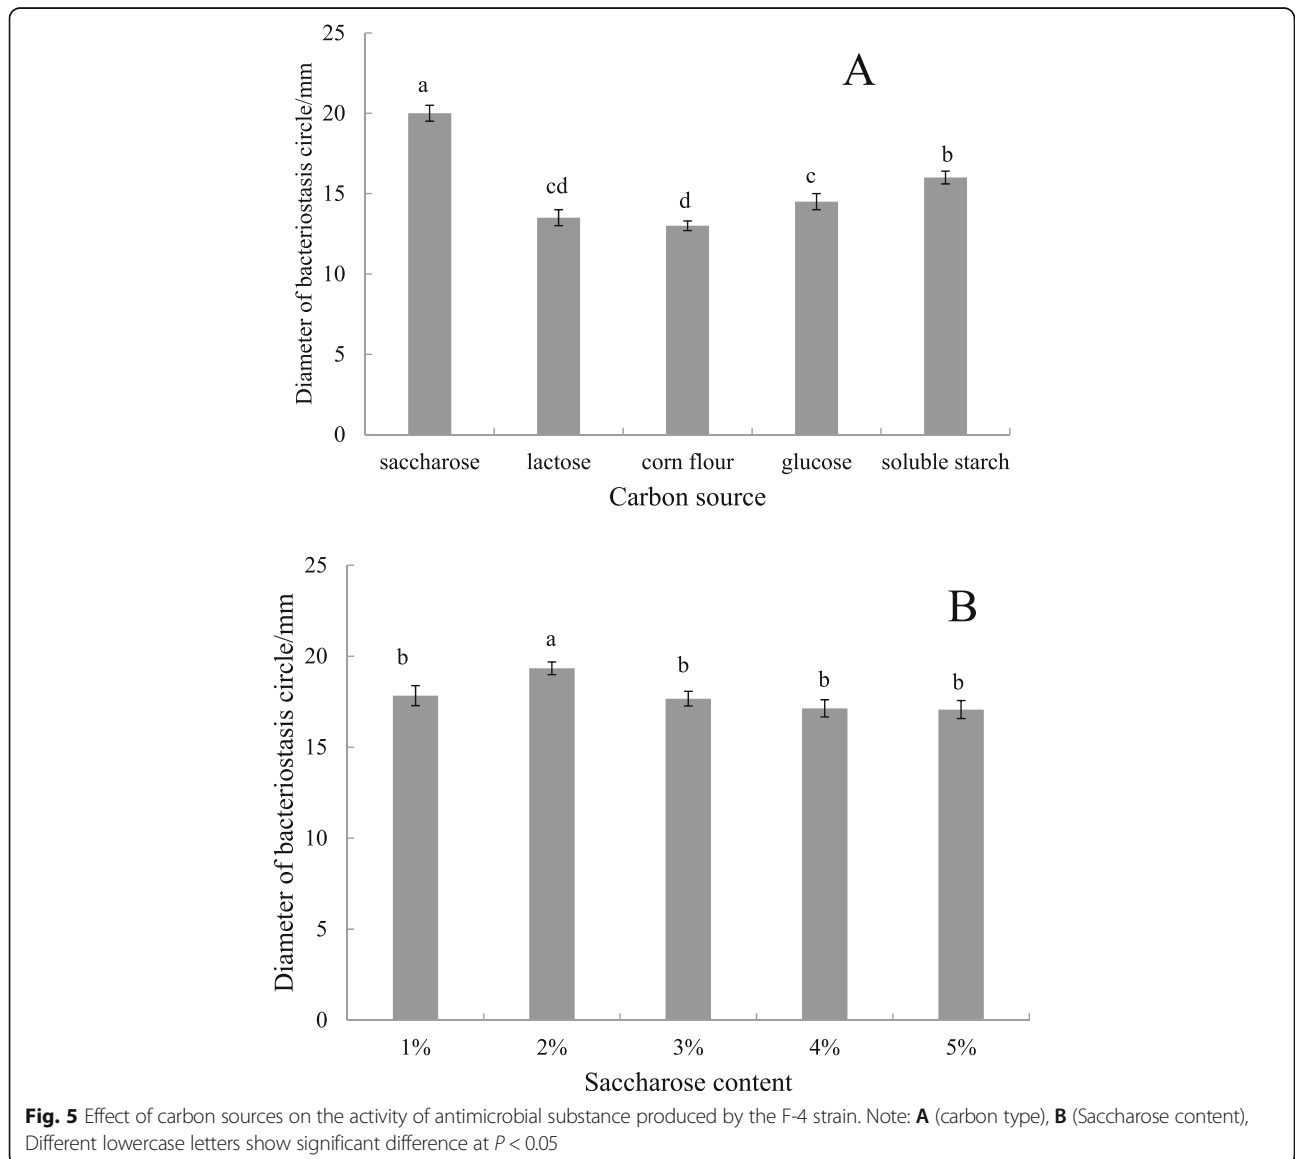 A
25
20
15
10
5
0
Diameter of bacteriostasis circle/mm
a
cd
d
c
b
saccharose lactose corn flour glucose soluble starch
Carbon source
B
25
20
15
10
5
0
Diameter of bacteriostasis circle/mm
b
a
b
b
b
1% 2% 3% 4% 5%
Saccharose content
Fig. 5 Effect of carbon sources on the activity of antimicrobial substance produced by the F-4 strain. Note: A (carbon type), B (Saccharose content),
Different lowercase letters show significant difference at P < 0.05